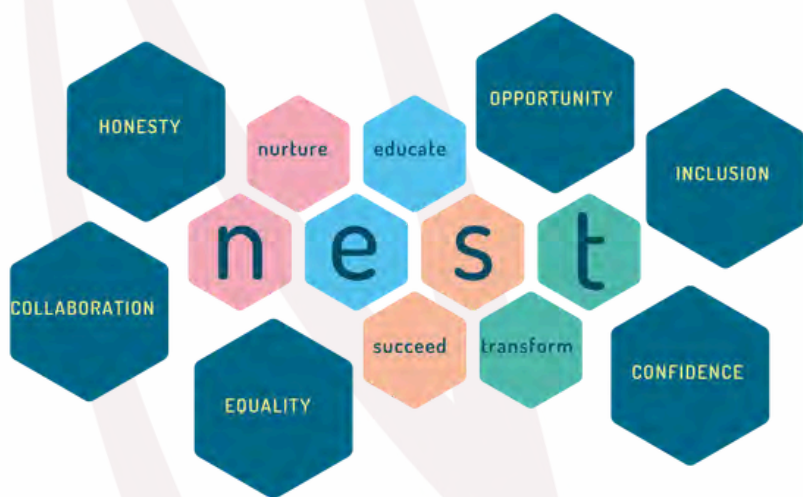 HONESTY
OPPORTUNITY
nurture
educate
INCLUSION
n e s t
COLLABORATION
succeed
transform
CONFIDENCE
EQUALITY